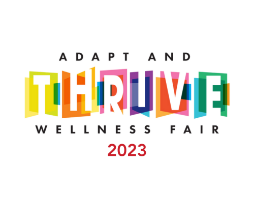 ADAPT AND
THRIVE
WELLNESS FAIR
2023